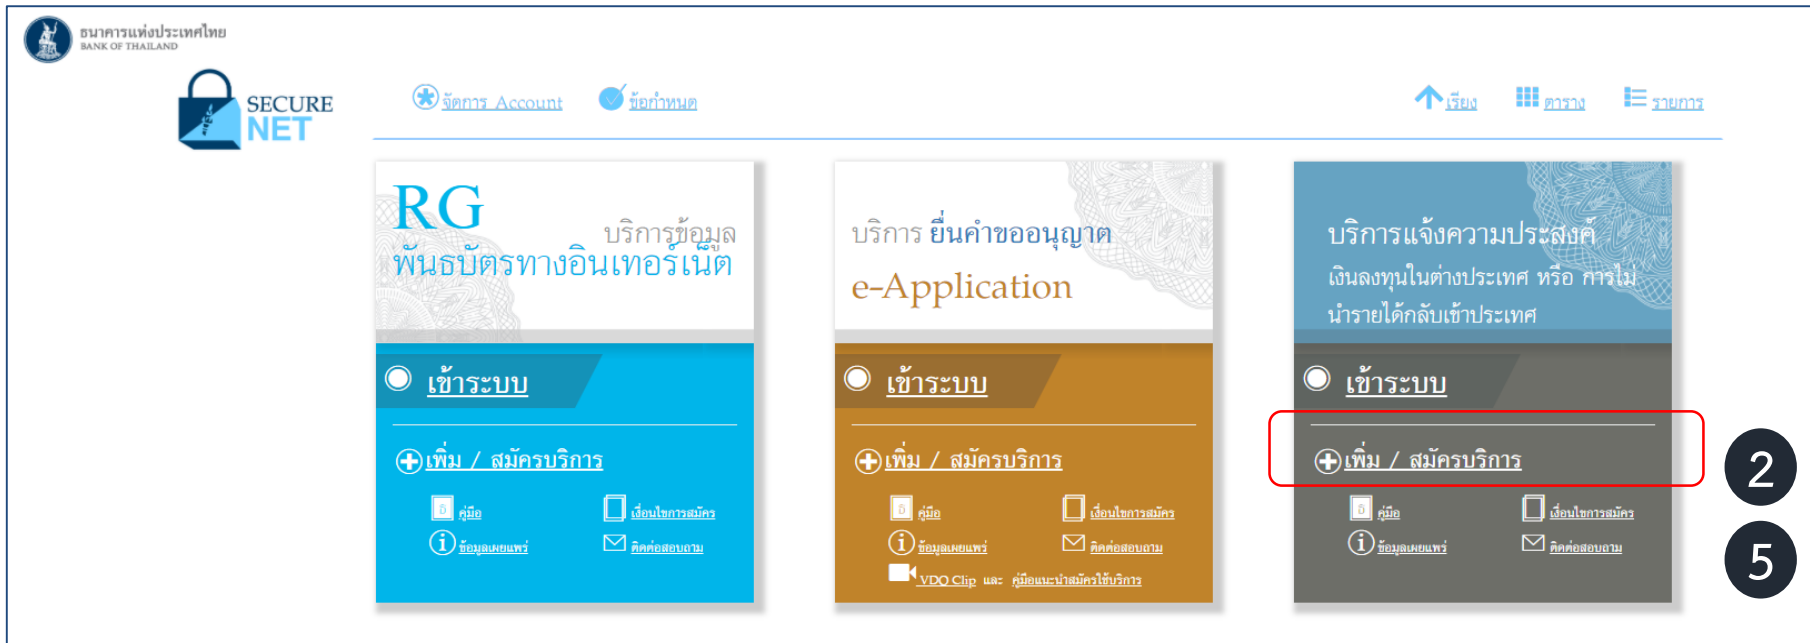 ธนาคารแห่งประเทศไทย
BANK OF THAILAND
SECURE
NET
จัดการ Account
ข้อกำหนด
เรียง
ตาราง
รายการ
RG
บริการข้อมูล
พันธบัตรทางอินเทอร์เน็ต
เข้าระบบ
เพิ่ม / สมัครบริการ
คู่มือ
เงื่อนไขการสมัคร
ข้อมูลเผยแพร่
ติดต่อสอบถาม
บริการ ยื่นคำขออนุญาต
e-Application
เข้าระบบ
เพิ่ม / สมัครบริการ
คู่มือ
เงื่อนไขการสมัคร
ข้อมูลเผยแพร่
ติดต่อสอบถาม
VDO Clip และ คู่มือแนะนำสมัครใช้บริการ
บริการแจ้งความประสงค์
เงินลงทุนในต่างประเทศ หรือ การไม่
นำรายได้กลับเข้าประเทศ
เข้าระบบ
เพิ่ม / สมัครบริการ
คู่มือ
เงื่อนไขการสมัคร
ข้อมูลเผยแพร่
ติดต่อสอบถาม
2
5